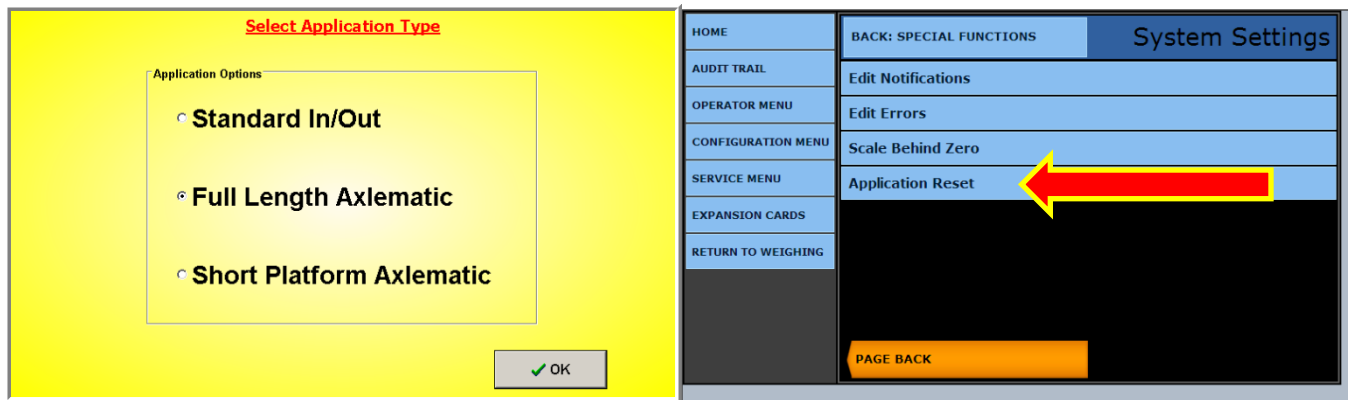 Select Application Type
Application Options
Standard In/Out
Full Length Axlematic
Short Platform Axlematic
OK
HOME
AUDIT TRAIL
OPERATOR MENU
CONFIGURATION MENU
SERVICE MENU
EXPANSION CARDS
RETURN TO WEIGHING
BACK: SPECIAL FUNCTIONS
System Settings
Edit Notifications
Edit Errors
Scale Behind Zero
Application Reset
PAGE BACK